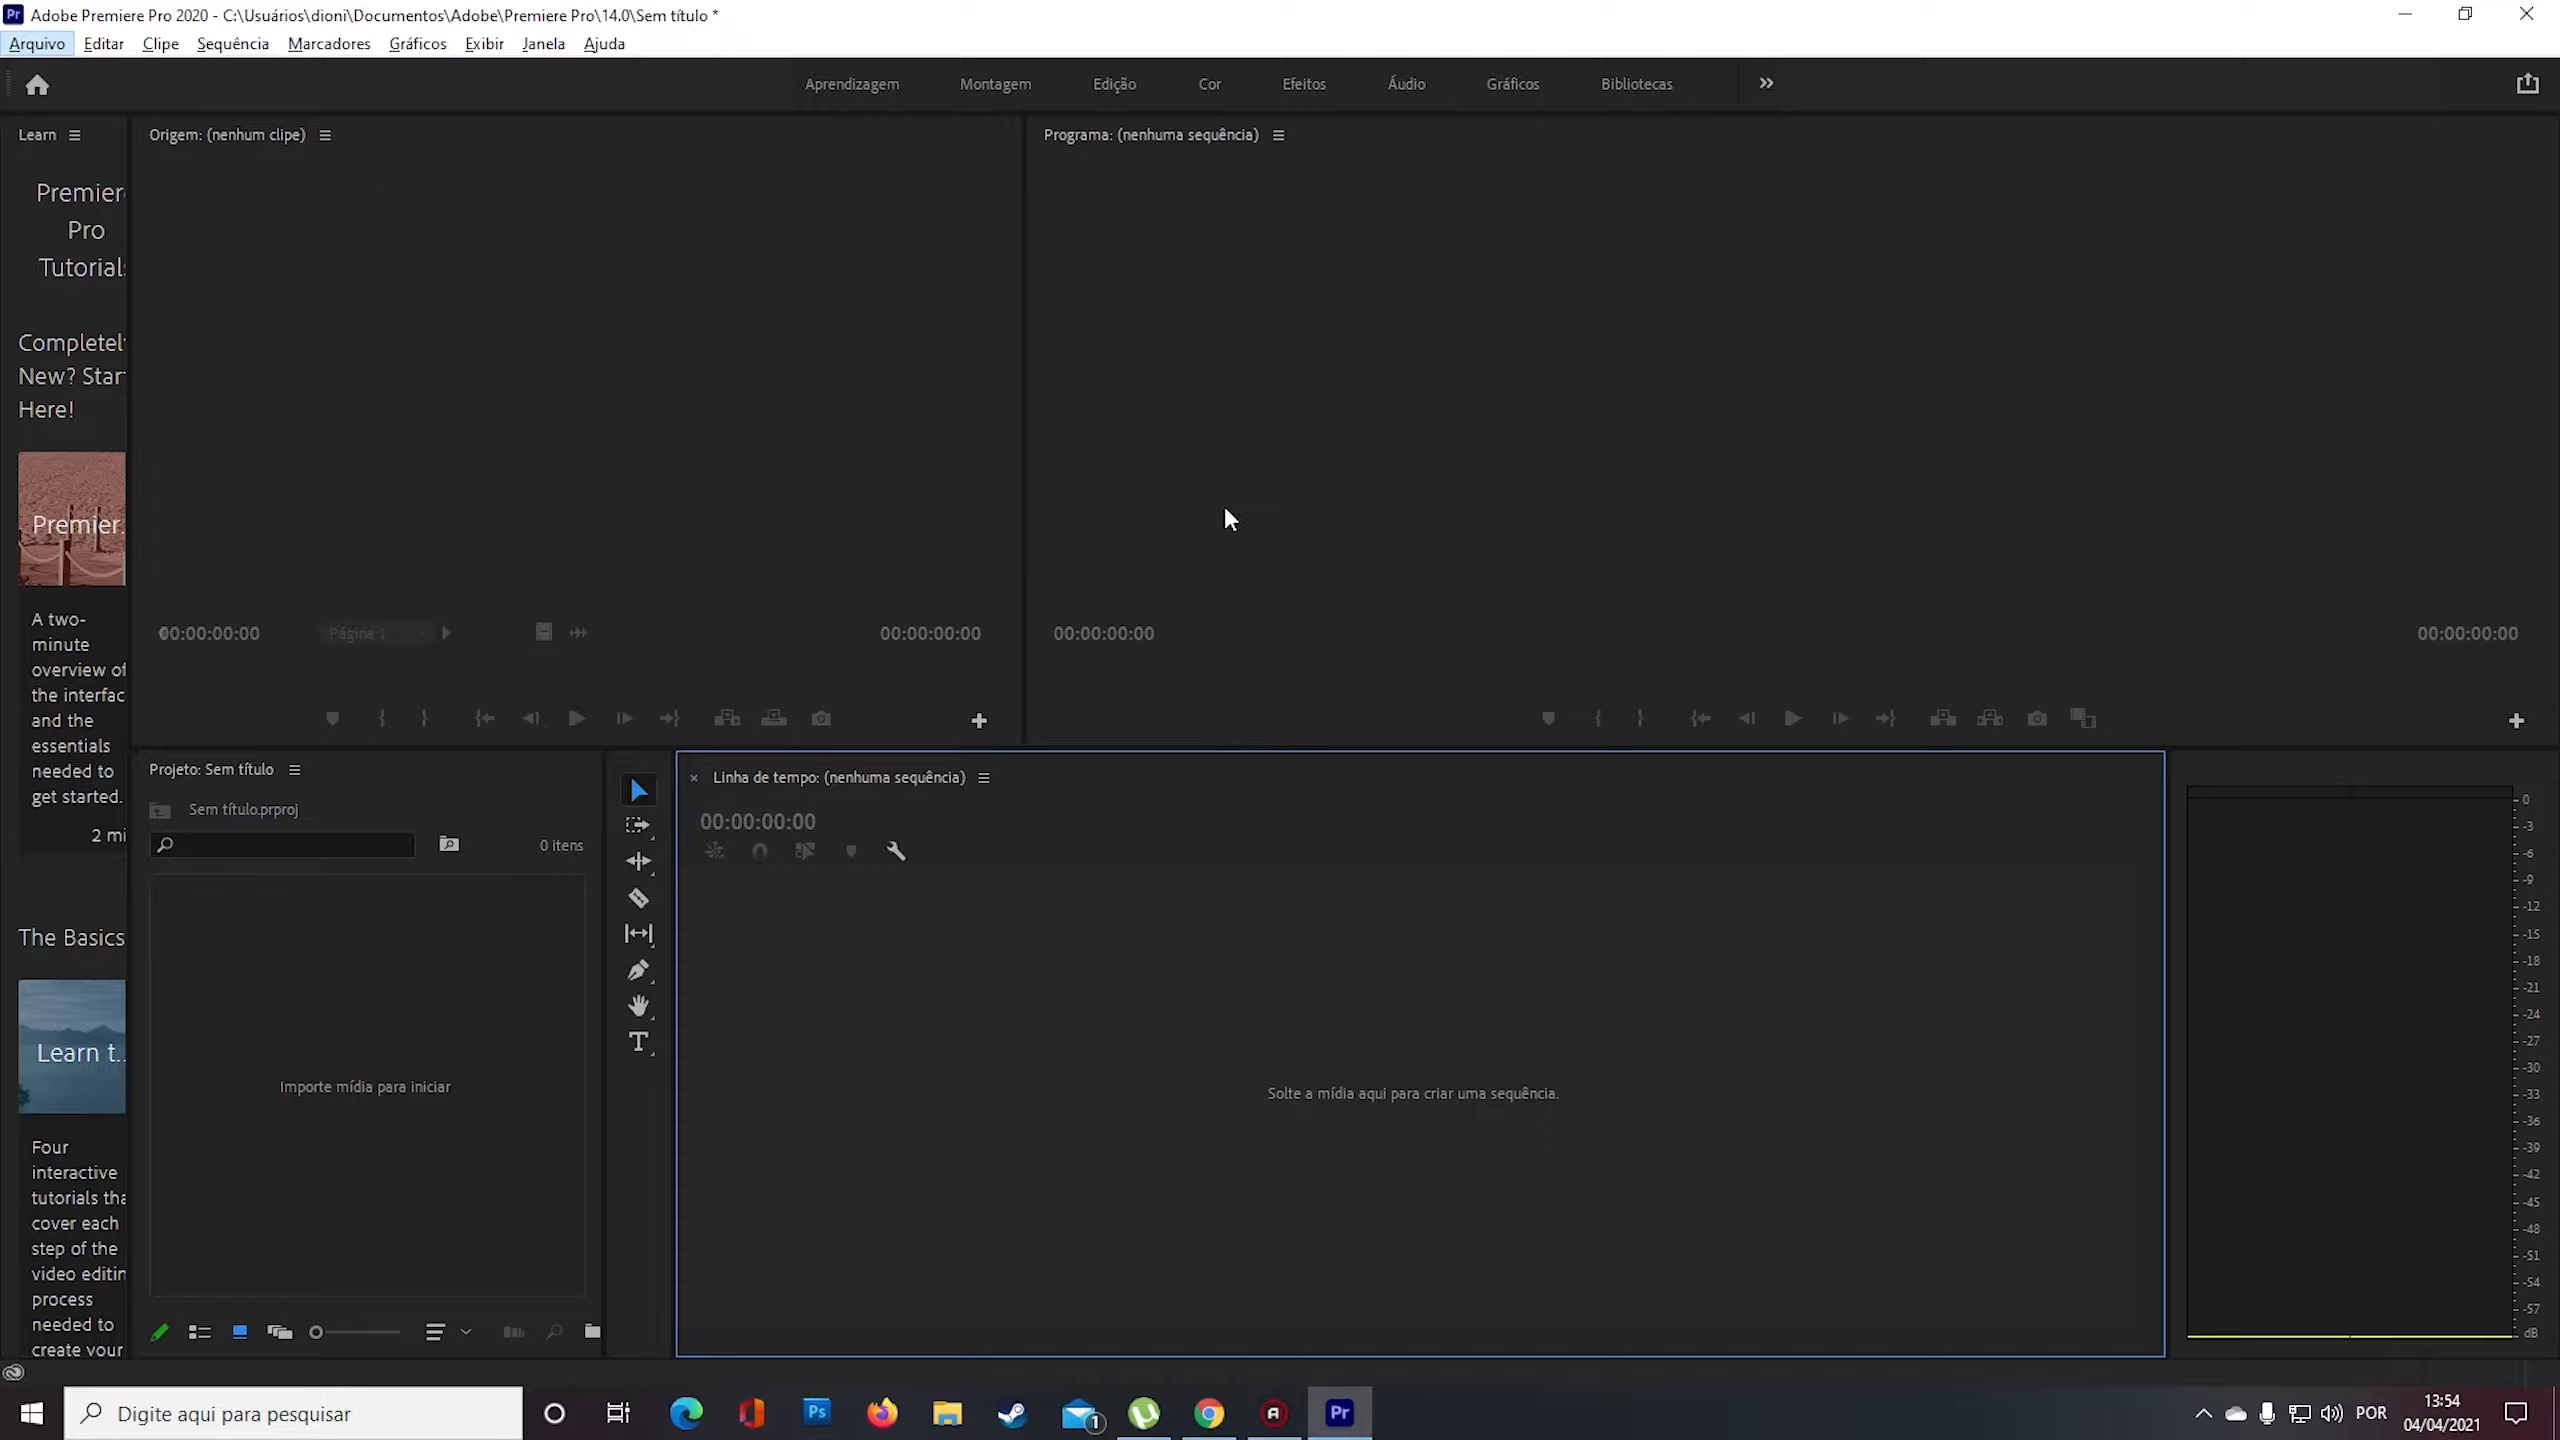 Pr Adobe Premiere Pro 2020 - C:\Usuários\dioni\Documentos\Adobe\Premiere Pro\14.0\Sem título *
Arquivo Editar Clipe Sequência Marcadores Gráficos Exibir Janela Ajuda
Aprendizagem Montagem Edição Cor Efeitos Áudio Gráficos Bibliotecas
Learn
Premier
Pro
Tutorials
Completel
New? Star
Here!
Premier...
A two-
minute
overview of
the interfac
and the
essentials
needed to
get started.
2 mi
The Basics
Learn t...
Four
interactive
tutorials tha
cover each
step of the
video editin
process
needed to
create your
Origem: (nenhum clipe)
00:00:00:00 Página 1 00:00:00:00
Programa: (nenhuma sequência)
00:00:00:00 00:00:00:00
Projeto: Sem título
Sem título.prproj
0 itens
Importe mídia para iniciar
Linha de tempo: (nenhuma sequência)
00:00:00:00
Solte a mídia aqui para criar uma sequência.
0
-3
-6
-9
-12
-15
-18
-21
-24
-27
-30
-33
-36
-39
-42
-45
-48
-51
-54
-57
dB
Digite aqui para pesquisar
Ps
1
Pr
POR
13:54
04/04/2021